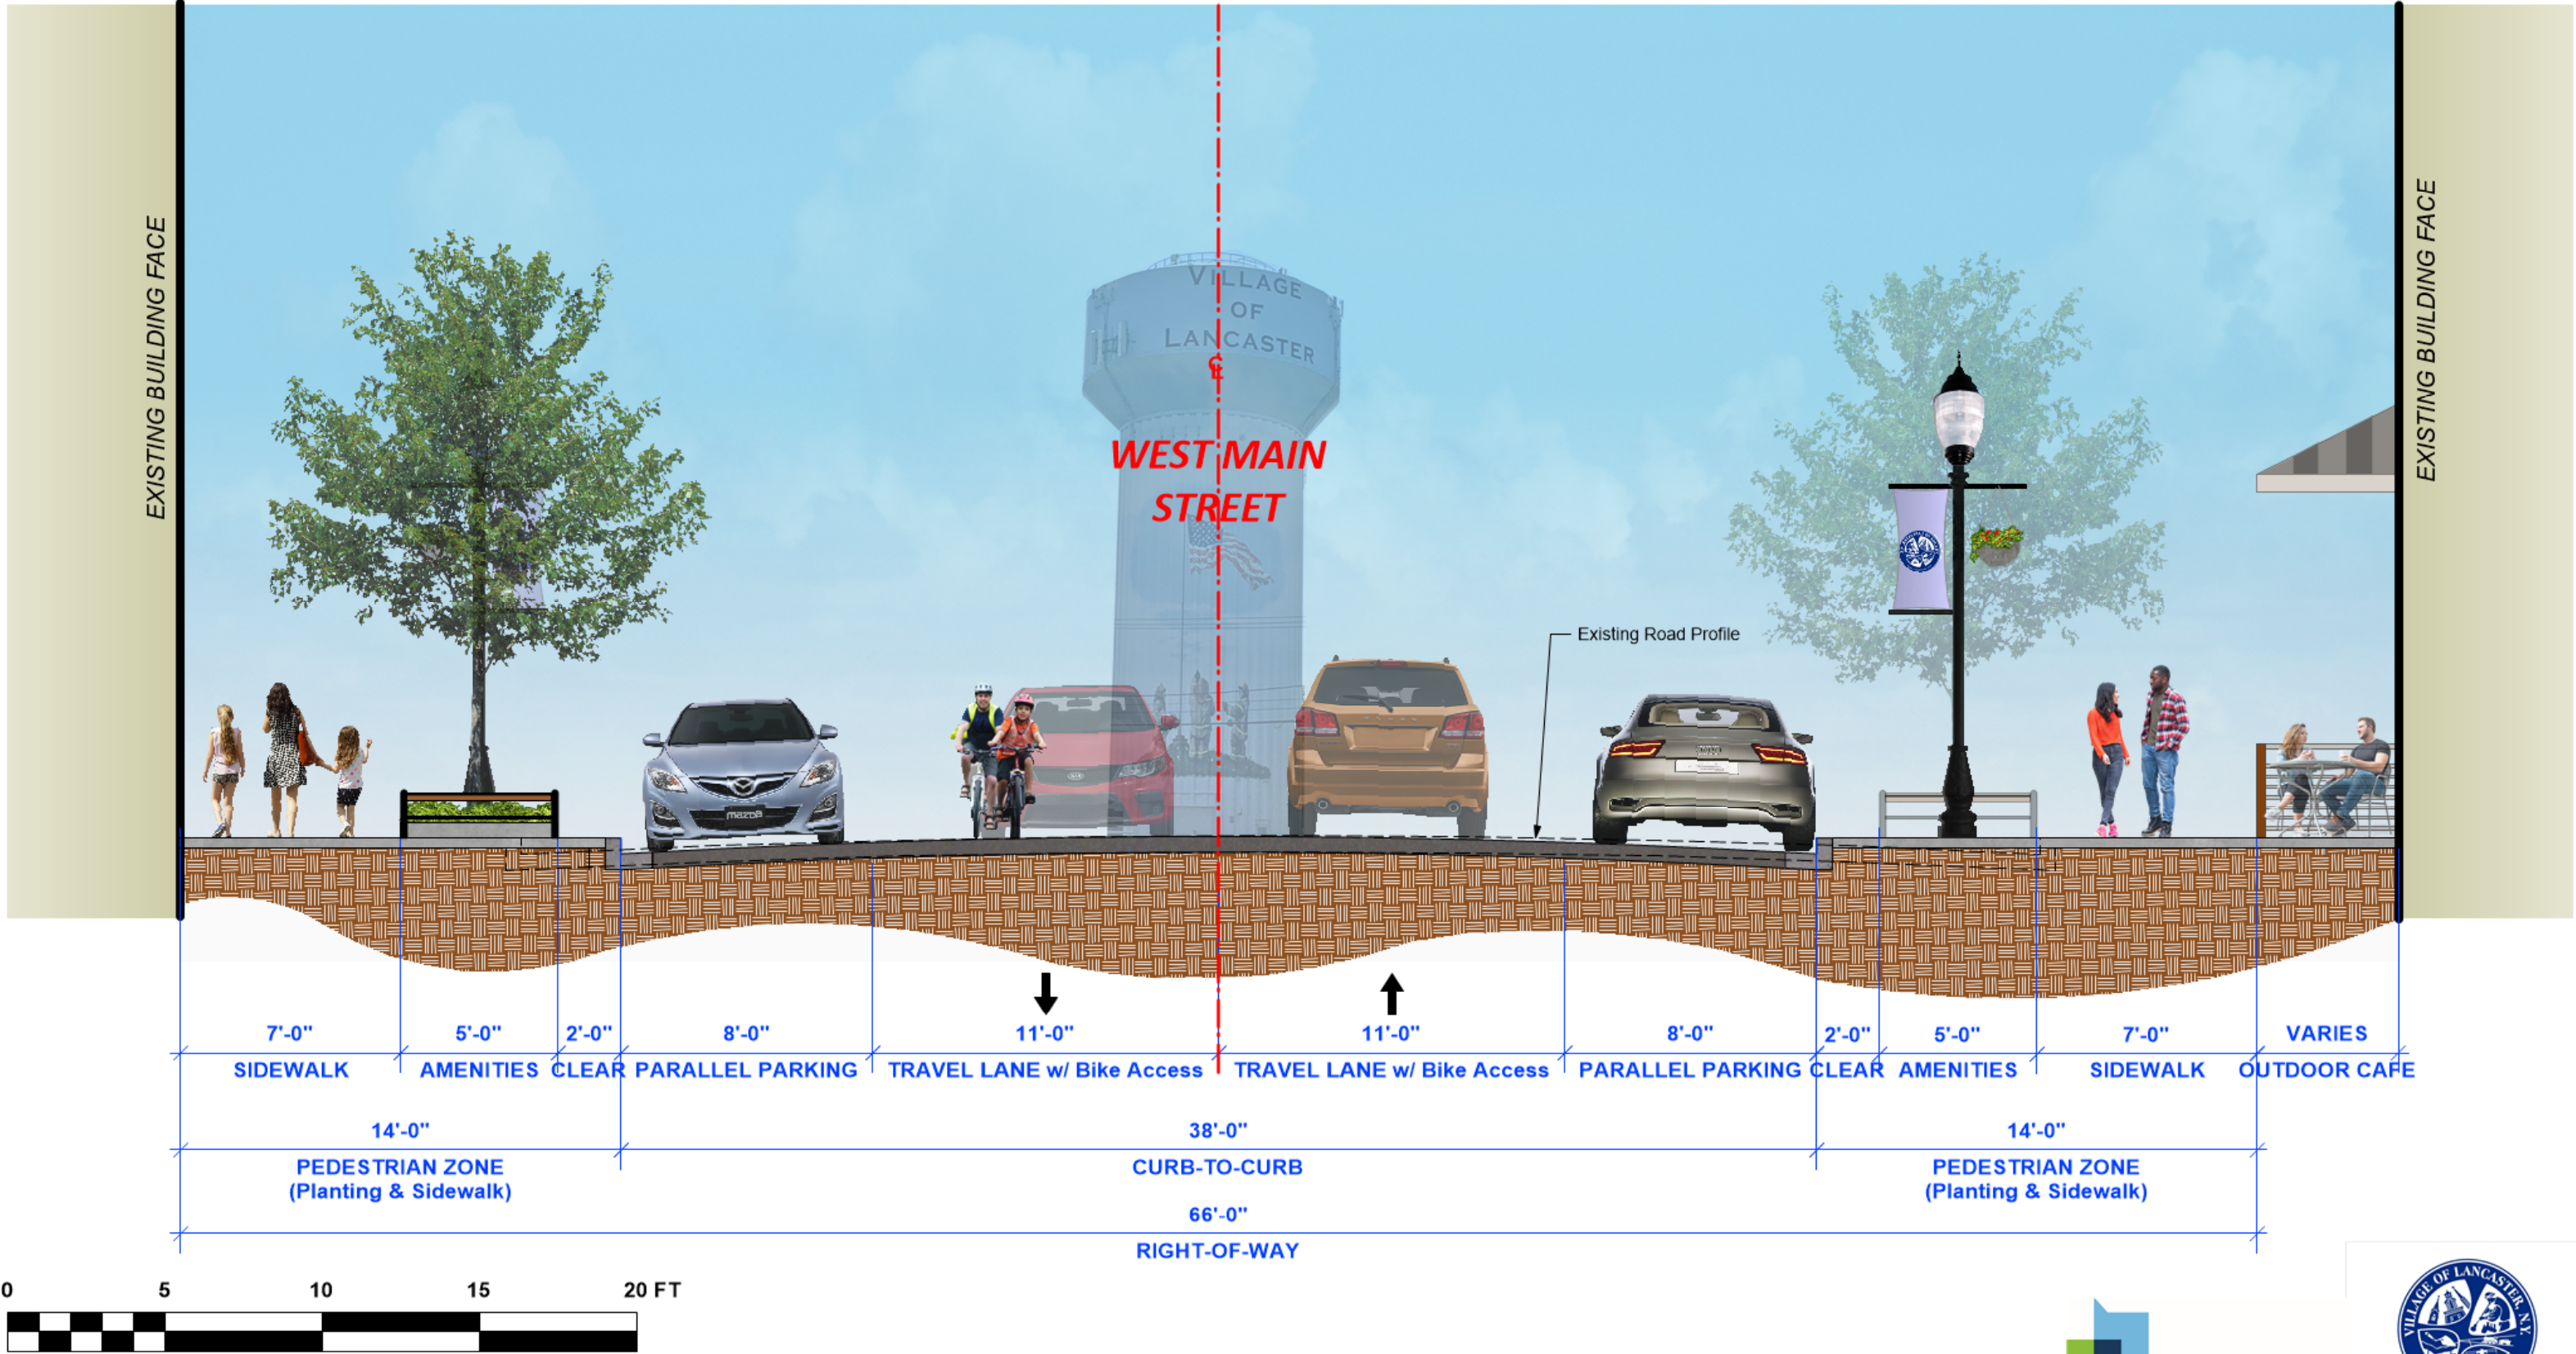 EXISTING BUILDING FACE
EXISTING BUILDING FACE
VILLAGE
OF
LANCASTER
℄
WEST MAIN
STREET
Existing Road Profile
mazda
7'-0" 5'-0" 2'-0" 8'-0" 11'-0" 11'-0" 8'-0" 2'-0" 5'-0" 7'-0" VARIES
SIDEWALK AMENITIES CLEAR PARALLEL PARKING TRAVEL LANE w/ Bike Access TRAVEL LANE w/ Bike Access PARALLEL PARKING CLEAR AMENITIES SIDEWALK OUTDOOR CAFE
14'-0" 38'-0" 14'-0"
PEDESTRIAN ZONE CURB-TO-CURB PEDESTRIAN ZONE
(Planting & Sidewalk) (Planting & Sidewalk)
66'-0"
RIGHT-OF-WAY
0 5 10 15 20 FT
VILLAGE OF LANCASTER, N.Y.